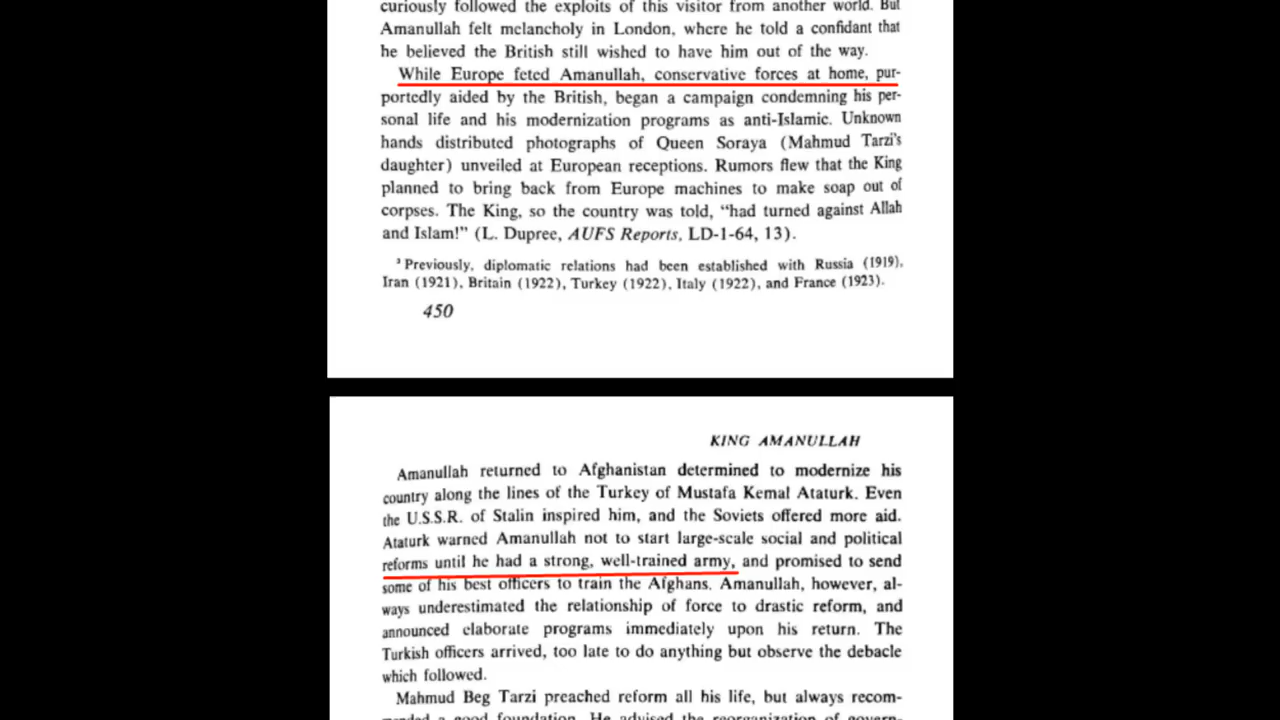 curiously followed the exploits of this visitor from another world. But
Amanullah felt melancholy in London, where he told a confidant that
he believed the British still wished to have him out of the way.
While Europe feted Amanullah, conservative forces at home, pur-
portedly aided by the British, began a campaign condemning his per-
sonal life and his modernization programs as anti-Islamic. Unknown
hands distributed photographs of Queen Soraya (Mahmud Tarzi's
daughter) unveiled at European receptions. Rumors flew that the King
planned to bring back from Europe machines to make soap out of
corpses. The King, so the country was told, "had turned against Allah
and Islam!" (L. Dupree, AUFS Reports, LD-1-64, 13).
³ Previously, diplomatic relations had been established with Russia (1919),
Iran (1921), Britain (1922), Turkey (1922), Italy (1922), and France (1923).
450
KING AMANULLAH
Amanullah returned to Afghanistan determined to modernize his
country along the lines of the Turkey of Mustafa Kemal Ataturk. Even
the U.S.S.R. of Stalin inspired him, and the Soviets offered more aid.
Ataturk warned Amanullah not to start large-scale social and political
reforms until he had a strong, well-trained army, and promised to send
some of his best officers to train the Afghans. Amanullah, however, al-
ways underestimated the relationship of force to drastic reform, and
announced elaborate programs immediately upon his return. The
Turkish officers arrived, too late to do anything but observe the debacle
which followed.
Mahmud Beg Tarzi preached reform all his life, but always recom-
mended a good foundation. He advised the reorganization of govern-